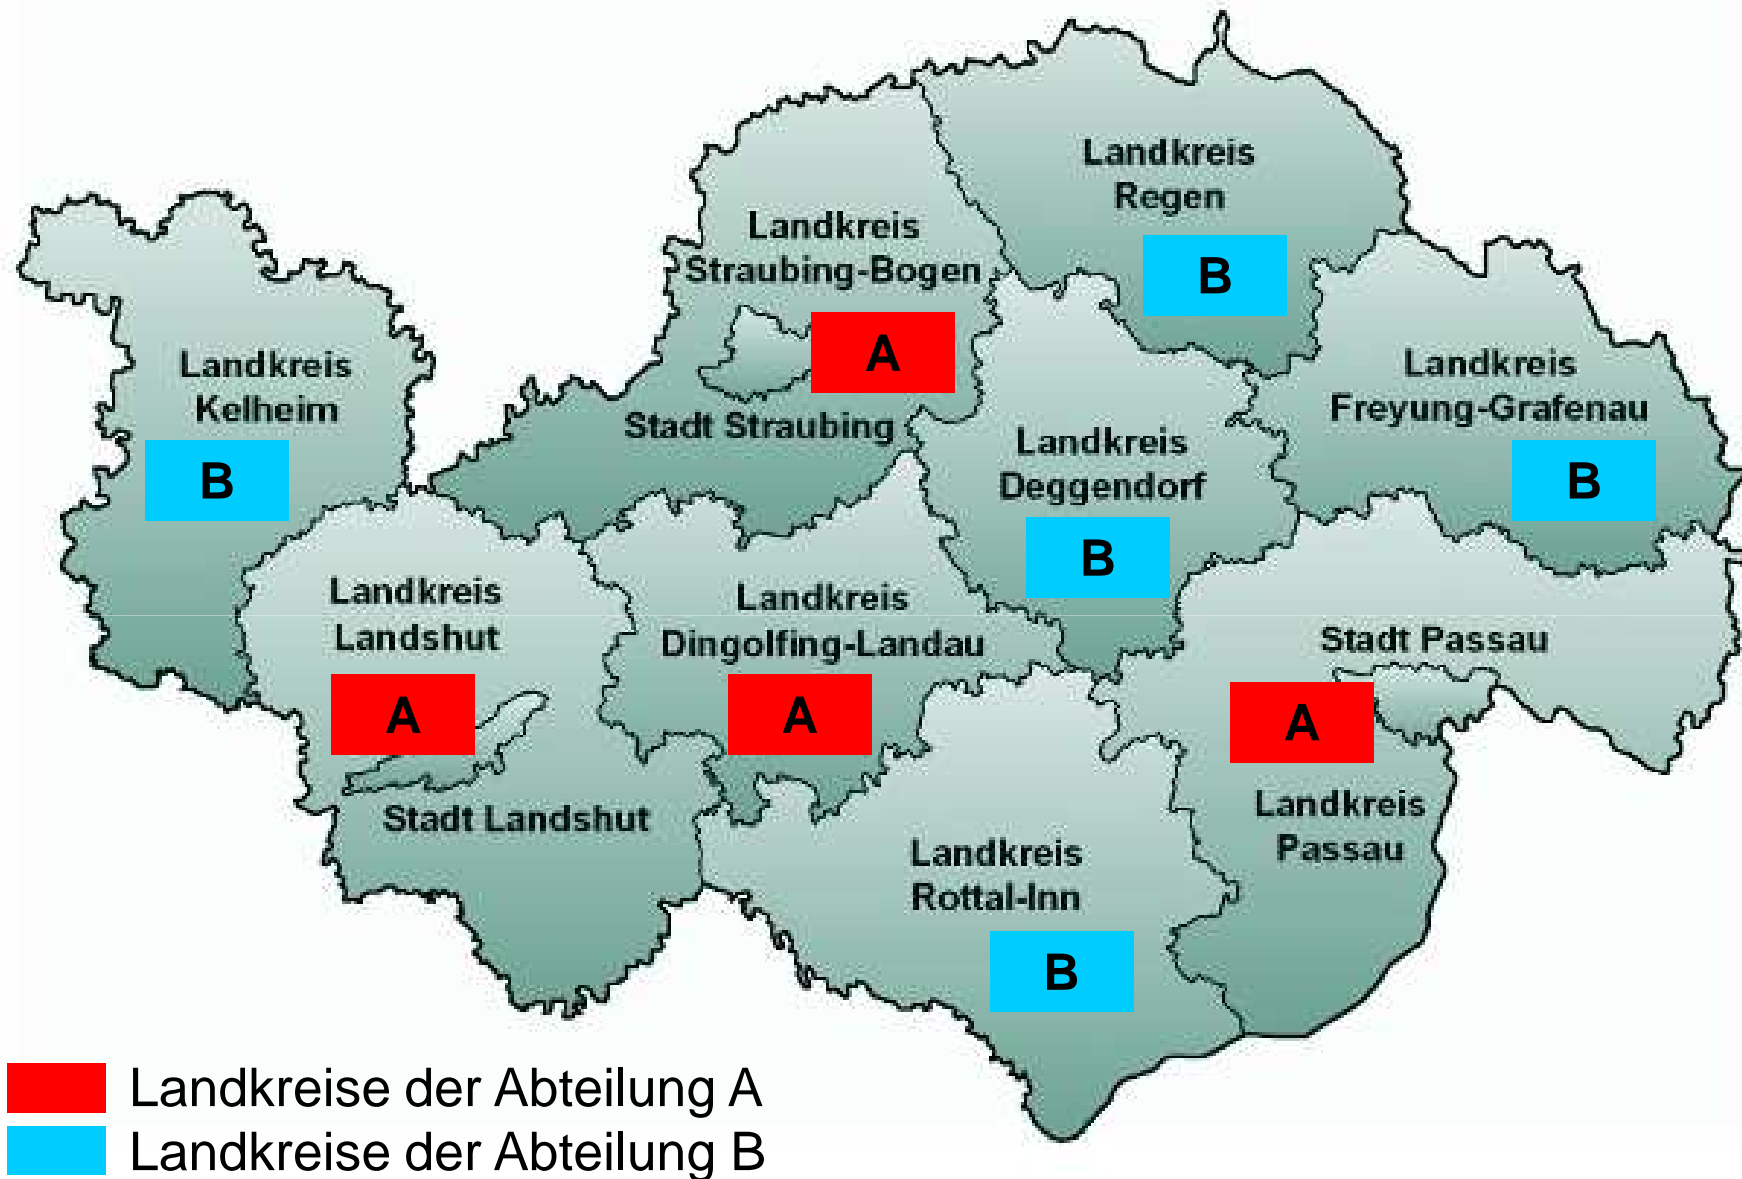 Landkreis
Regen
B
Landkreis
Straubing-Bogen
A
Stadt Straubing
Landkreis
Kelheim
B
Landkreis
Freyung-Grafenau
B
Landkreis
Deggendorf
B
Landkreis
Landshut
A
Stadt Landshut
Landkreis
Dingolfing-Landau
A
Stadt Passau
A
Landkreis
Passau
Landkreis
Rottal-Inn
B
Landkreise der Abteilung A
Landkreise der Abteilung B